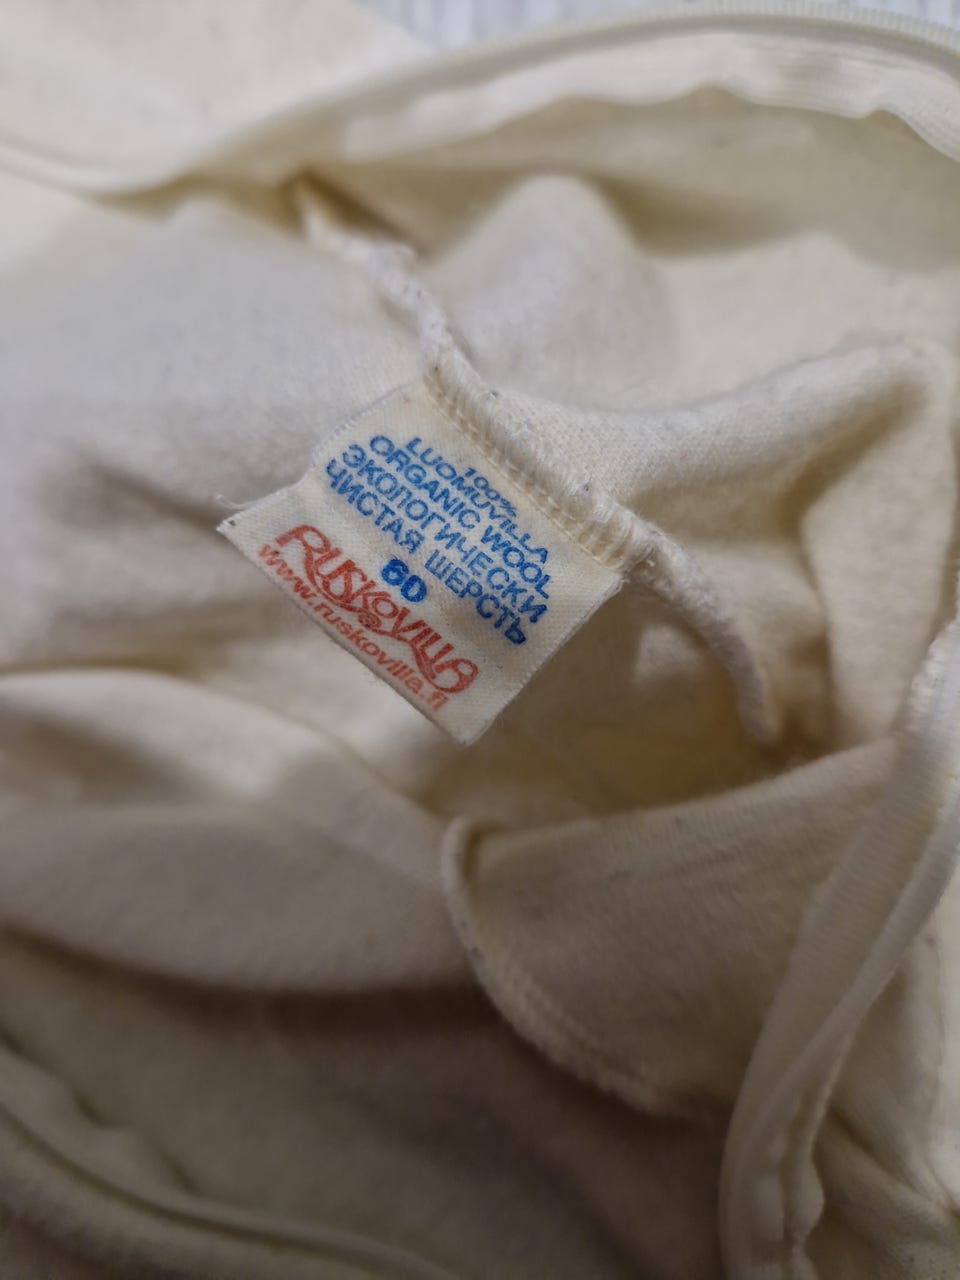 100%
LUOMUVILLA
ORGANIC WOOL
ЭКОЛОГИЧЕСКИ
ЧИСТАЯ ШЕРСТЬ
60
RUSKOVILLA
www.ruskovilla.fi